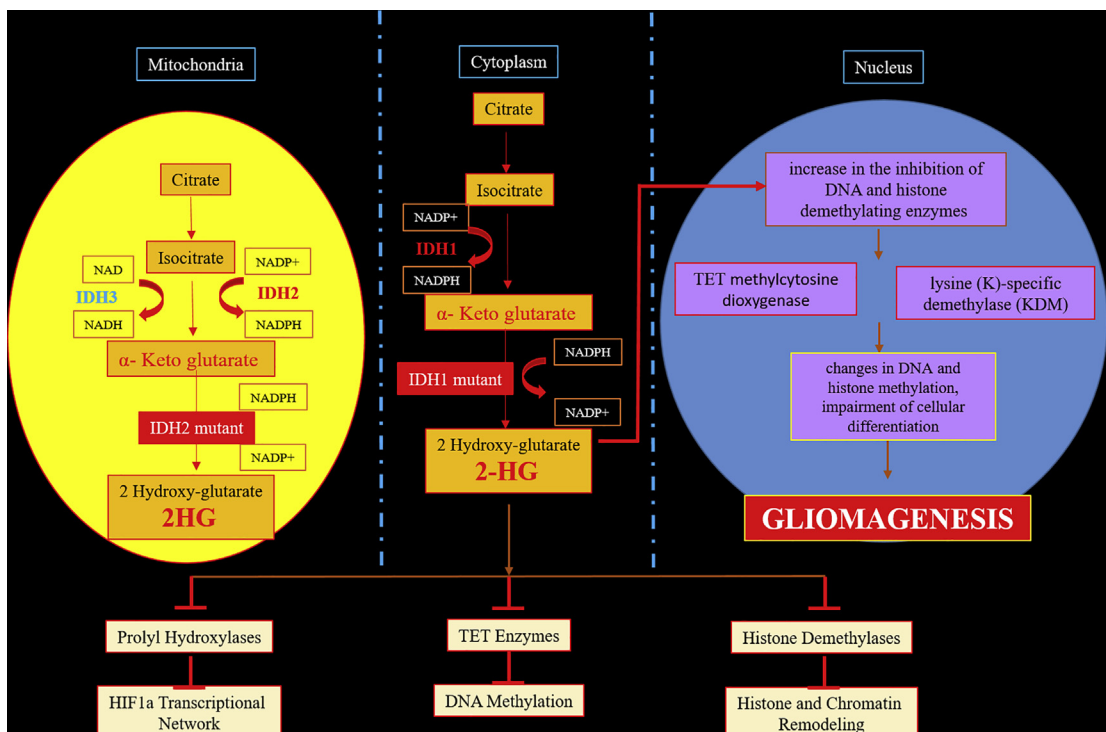 Mitochondria
Citrate
Isocitrate
NAD
IDH3
NADH
NADP+
IDH2
NADPH
α- Keto glutarate
NADPH
IDH2 mutant
NADP+
2 Hydroxy-glutarate
2HG
Cytoplasm
Citrate
Isocitrate
NADP+
IDH1
NADPH
α- Keto glutarate
NADPH
IDH1 mutant
NADP+
2 Hydroxy-glutarate
2-HG
Nucleus
increase in the inhibition of
DNA and histone
demethylating enzymes
TET methylcytosine
dioxygenase
lysine (K)-specific
demethylase (KDM)
changes in DNA and
histone methylation,
impairment of cellular
differentiation
GLIOMAGENESIS
Prolyl Hydroxylases
HIF1a Transcriptional
Network
TET Enzymes
DNA Methylation
Histone Demethylases
Histone and Chromatin
Remodeling